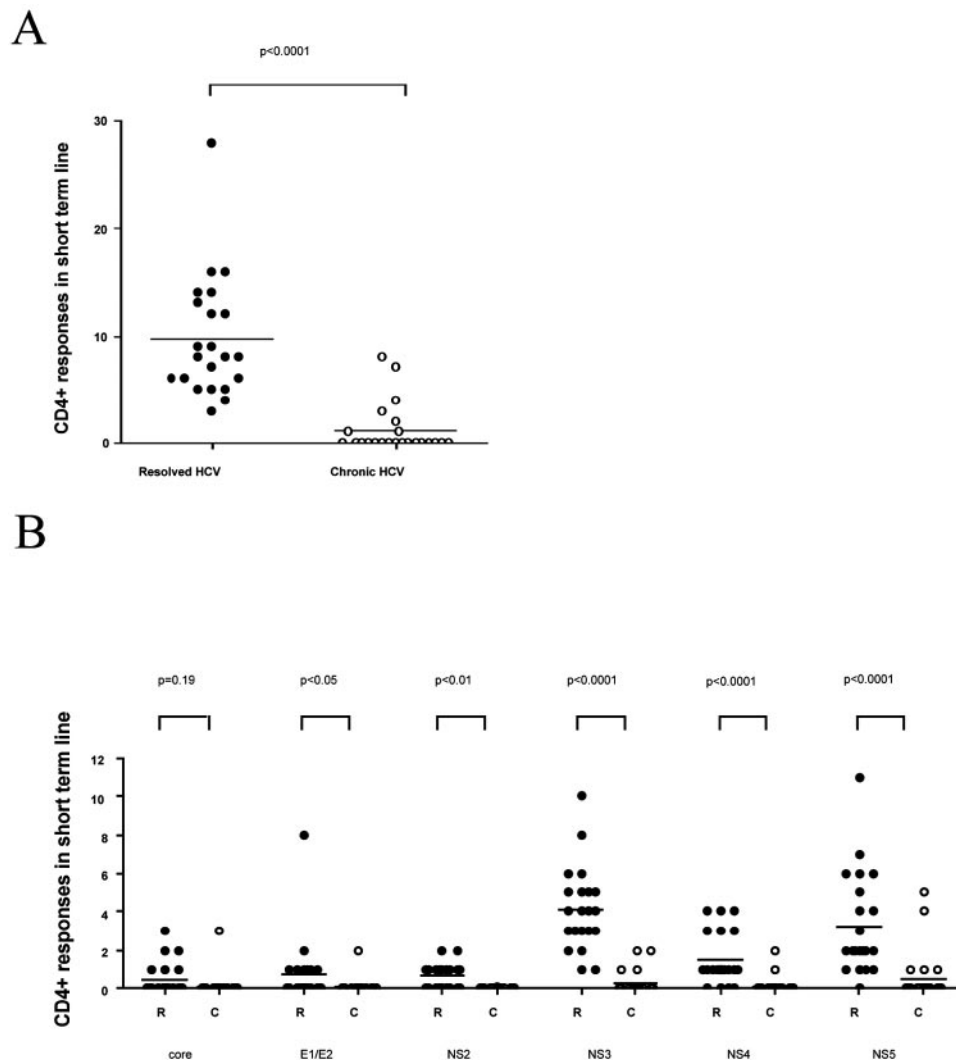 A
p<0.0001
CD4+ responses in short term line
30
20
10
0
Resolved HCV Chronic HCV
B
p=0.19 p<0.05 p<0.01 p<0.0001 p<0.0001 p<0.0001
CD4+ responses in short term line
12
10
8
6
4
2
0
R C R C R C R C R C R C
core E1/E2 NS2 NS3 NS4 NS5